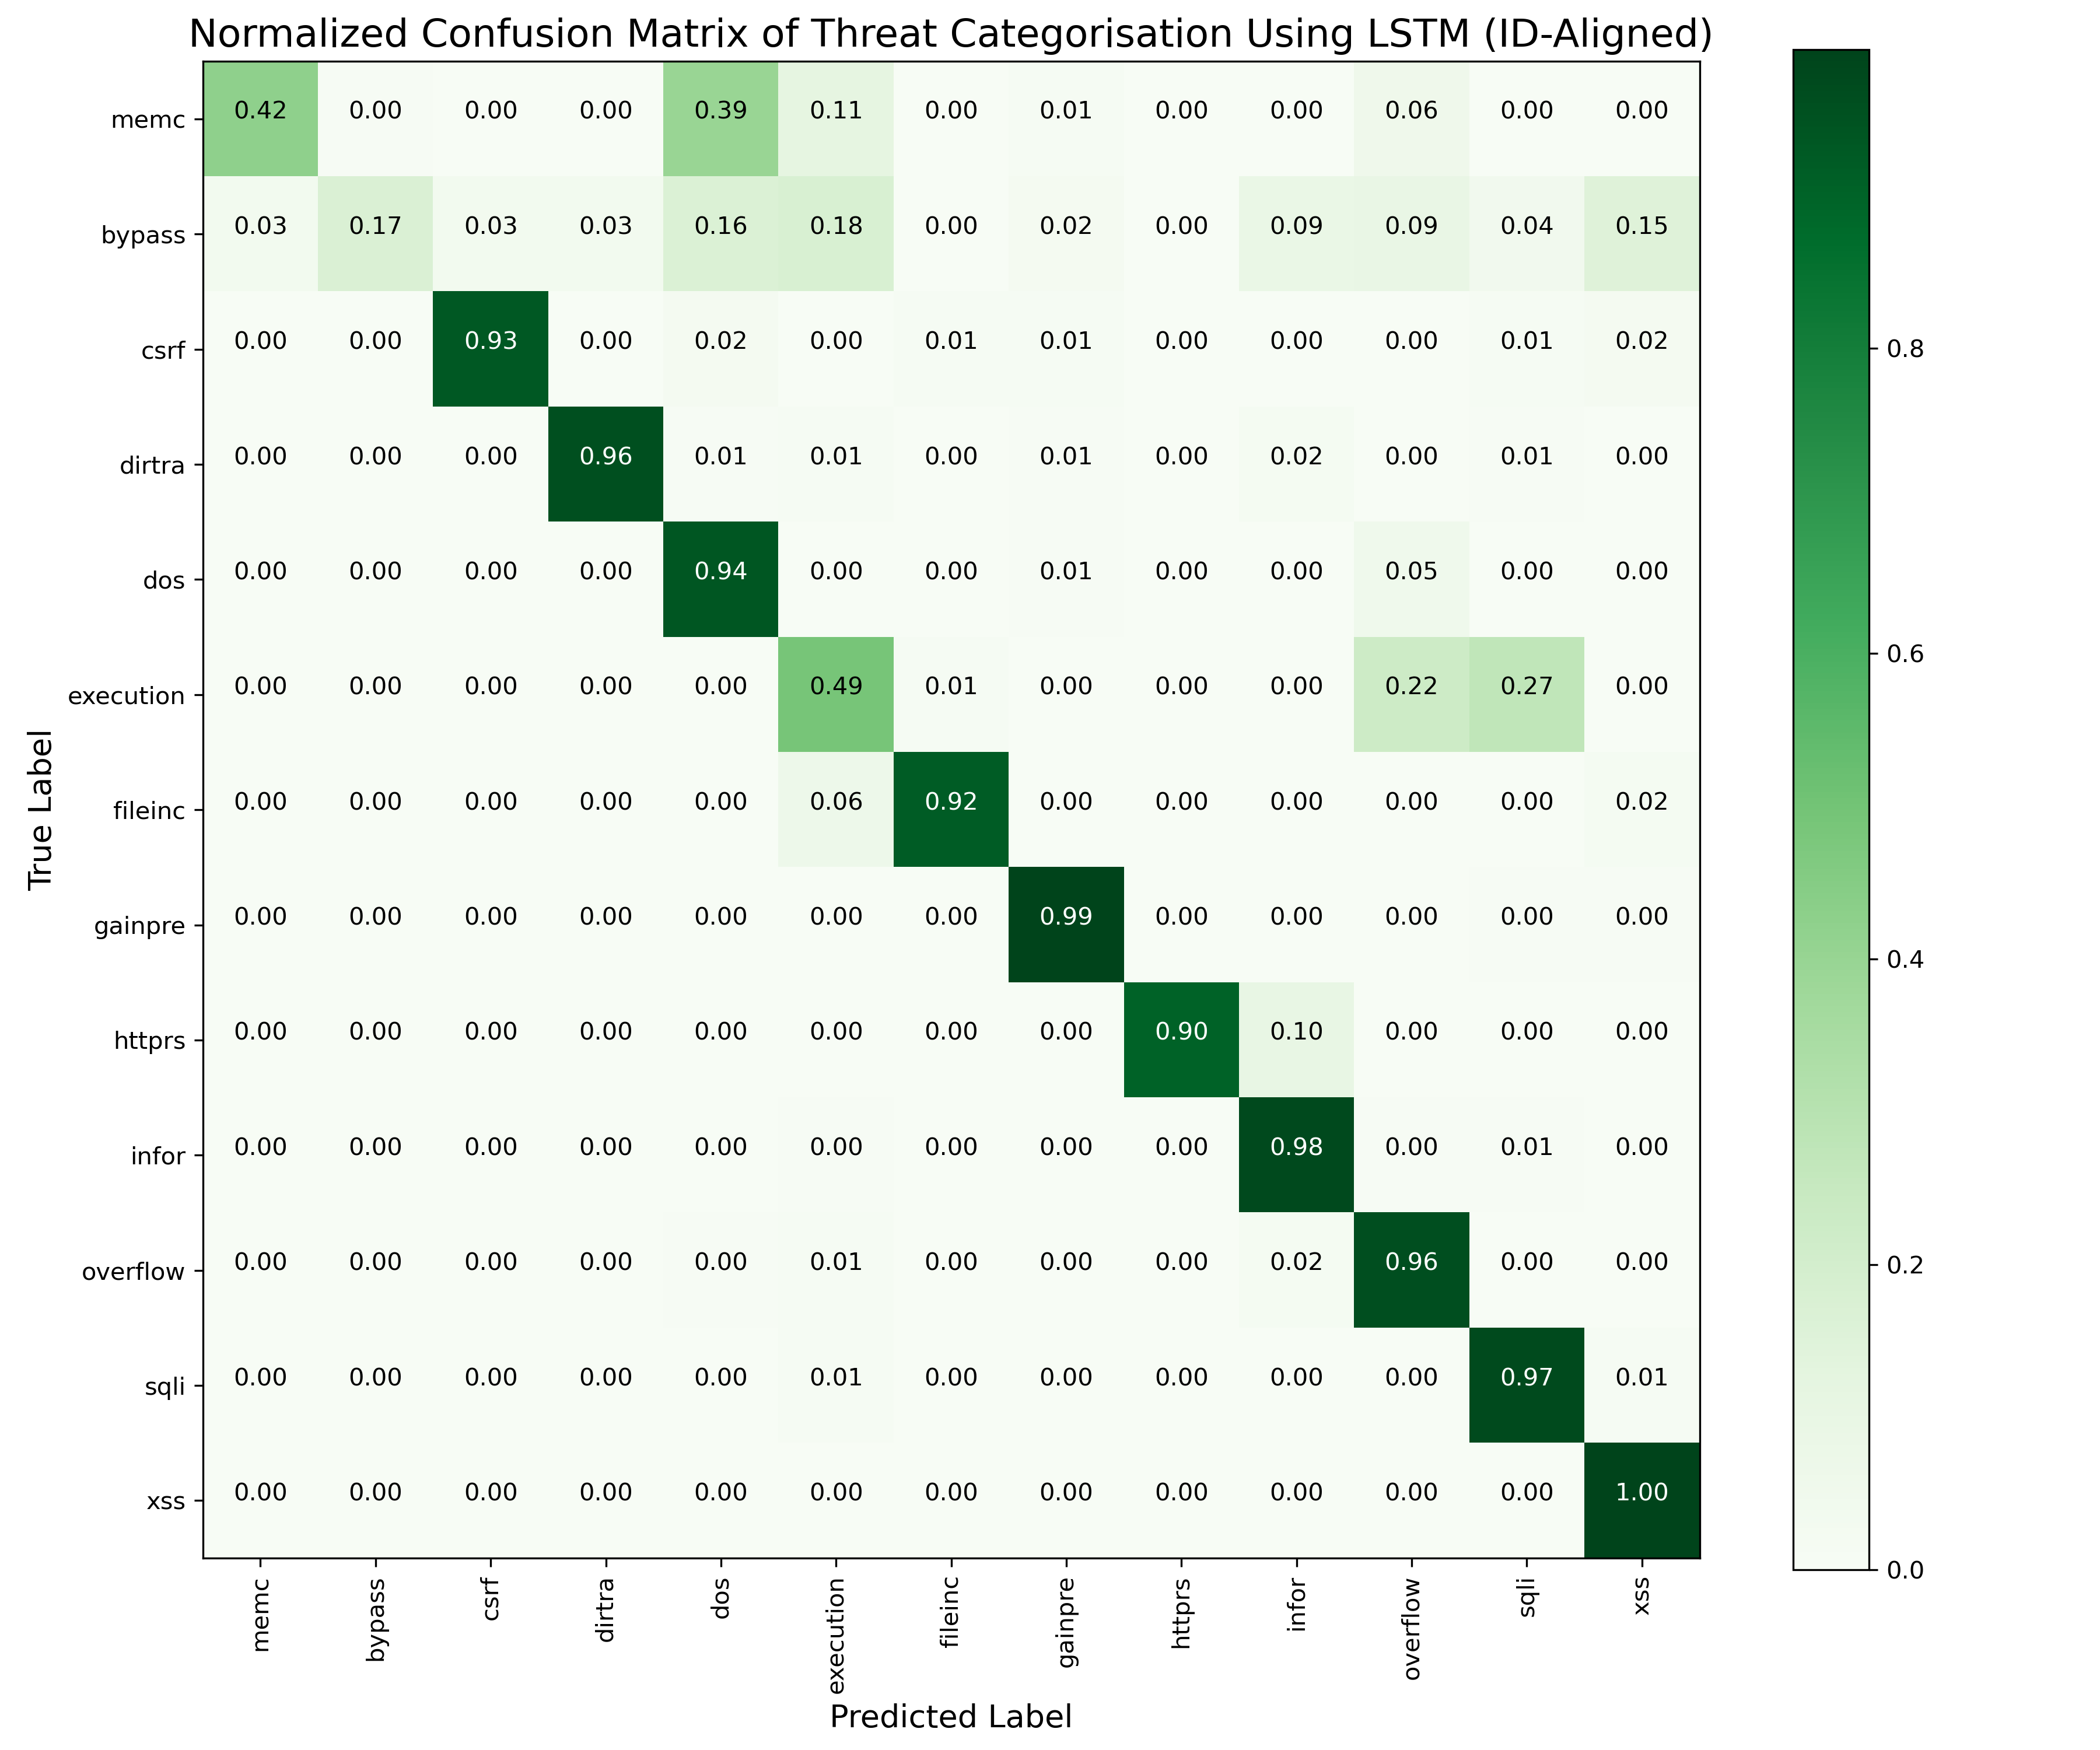 Normalized Confusion Matrix of Threat Categorisation Using LSTM (ID-Aligned)
memc 0.42 0.00 0.00 0.00 0.39 0.11 0.00 0.01 0.00 0.00 0.06 0.00 0.00
bypass 0.03 0.17 0.03 0.03 0.16 0.18 0.00 0.02 0.00 0.09 0.09 0.04 0.15
csrf 0.00 0.00 0.93 0.00 0.02 0.00 0.01 0.01 0.00 0.00 0.00 0.01 0.02
dirtra 0.00 0.00 0.00 0.96 0.01 0.01 0.00 0.01 0.00 0.02 0.00 0.01 0.00
dos 0.00 0.00 0.00 0.00 0.94 0.00 0.00 0.01 0.00 0.00 0.05 0.00 0.00
execution 0.00 0.00 0.00 0.00 0.00 0.49 0.01 0.00 0.00 0.00 0.22 0.27 0.00
fileinc 0.00 0.00 0.00 0.00 0.00 0.06 0.92 0.00 0.00 0.00 0.00 0.00 0.02
gainpre 0.00 0.00 0.00 0.00 0.00 0.00 0.00 0.99 0.00 0.00 0.00 0.00 0.00
httprs 0.00 0.00 0.00 0.00 0.00 0.00 0.00 0.00 0.90 0.10 0.00 0.00 0.00
infor 0.00 0.00 0.00 0.00 0.00 0.00 0.00 0.00 0.00 0.98 0.00 0.01 0.00
overflow 0.00 0.00 0.00 0.00 0.00 0.01 0.00 0.00 0.00 0.02 0.96 0.00 0.00
sqli 0.00 0.00 0.00 0.00 0.00 0.01 0.00 0.00 0.00 0.00 0.00 0.97 0.01
xss 0.00 0.00 0.00 0.00 0.00 0.00 0.00 0.00 0.00 0.00 0.00 0.00 1.00
memc bypass csrf dirtra dos execution fileinc gainpre httprs infor overflow sqli xss
Predicted Label
True Label
0.8
0.6
0.4
0.2
0.0